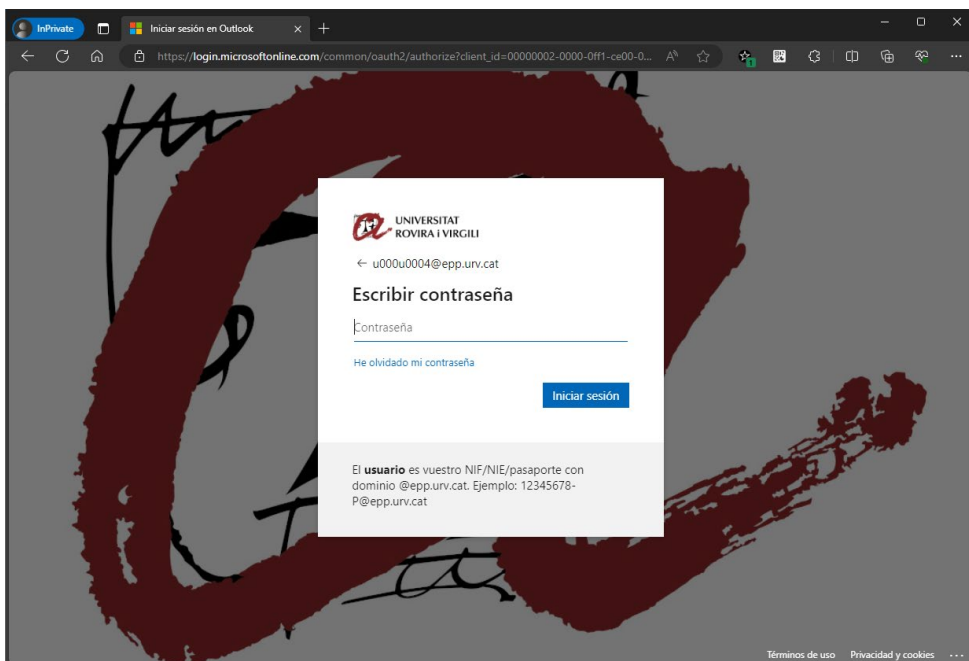 InPrivate
Iniciar sesión en Outlook
https://login.microsoftonline.com/common/oauth2/authorize?client_id=00000002-0000-0ff1-ce00-0...
UNIVERSITAT
ROVIRA i VIRGILI
← u000u0004@epp.urv.cat
Escribir contraseña
Contraseña
He olvidado mi contraseña
Iniciar sesión
El usuario es vuestro NIF/NIE/pasaporte con
dominio @epp.urv.cat. Ejemplo: 12345678-
P@epp.urv.cat
Términos de uso Privacidad y cookies ...